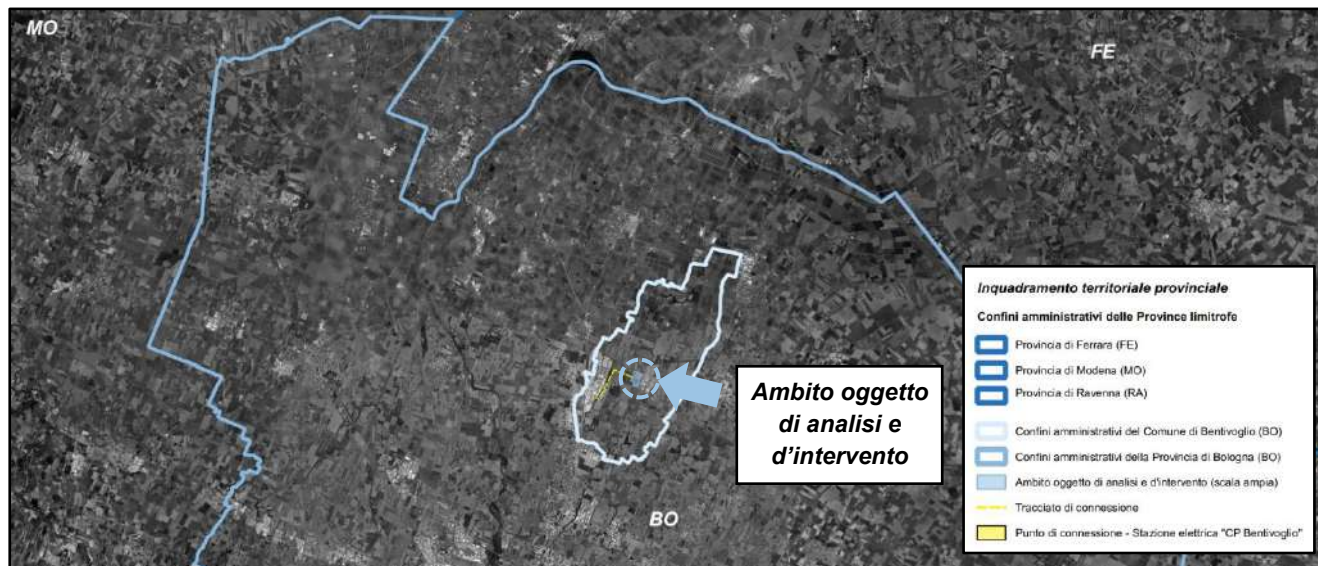 MO
FE
BO
Ambito oggetto
di analisi e
d'intervento
Inquadramento territoriale provinciale
Confini amministrativi delle Province limitrofe
Provincia di Ferrara (FE)
Provincia di Modena (MO)
Provincia di Ravenna (RA)
Confini amministrativi del Comune di Bentivoglio (BO)
Confini amministrativi della Provincia di Bologna (BO)
Ambito oggetto di analisi e d'intervento (scala ampia)
Tracciato di connessione
Punto di connessione - Stazione elettrica "CP Bentivoglio"